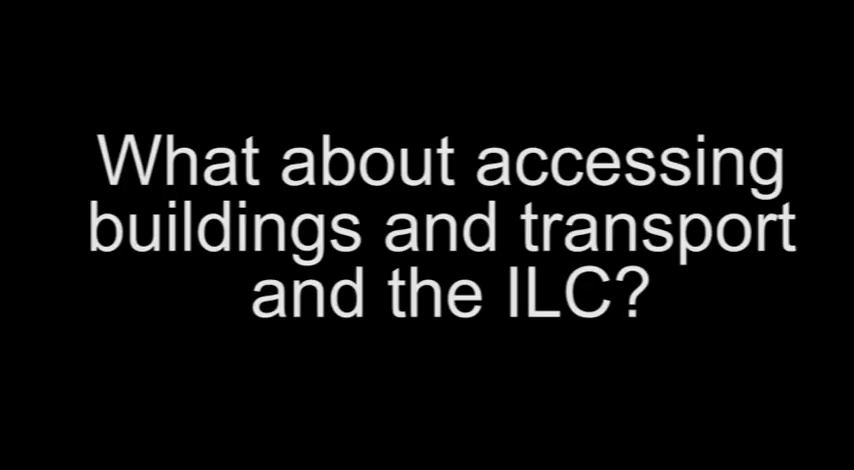 What about accessing
buildings and transport
and the ILC?